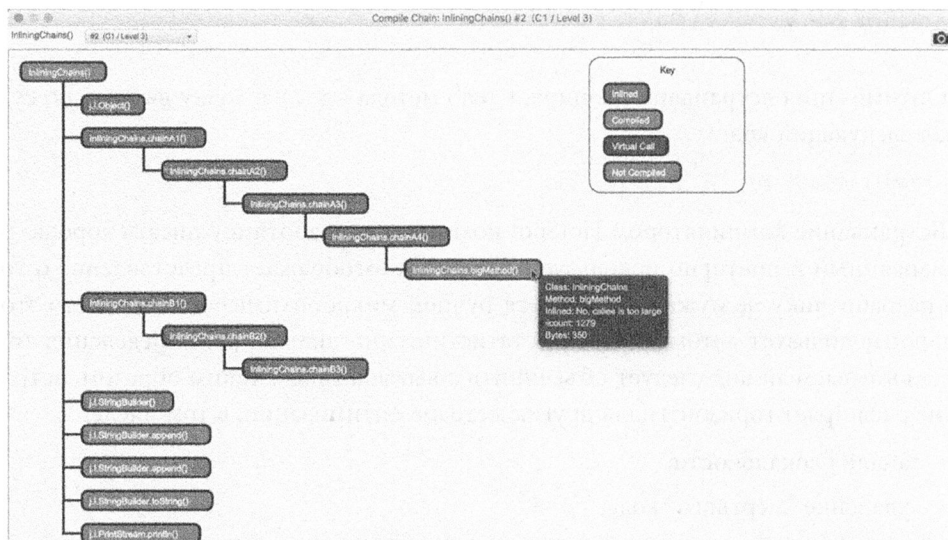 Compile Chain: InliningChains() #2 (C1 / Level 3)
InliningChains()
#2 (C1 / Level 3)
InliningChains()
j.l.Object()
InliningChains.chainA1()
InliningChains.chainA2()
InliningChains.chainA3()
InliningChains.chainA4()
InliningChains.bigMethod()
InliningChains.chainB1()
InliningChains.chainB2()
InliningChains.chainB3()
j.l.StringBuilder()
j.l.StringBuilder.append()
j.l.StringBuilder.append()
j.l.StringBuilder.toString()
j.i.PrintStream.println()
Key
Inlined
Compiled
Virtual Call
Not Compiled
Class: InliningChains
Method: bigMethod
Inlined: No, callee is too large
iicount: 1279
Bytes: 350